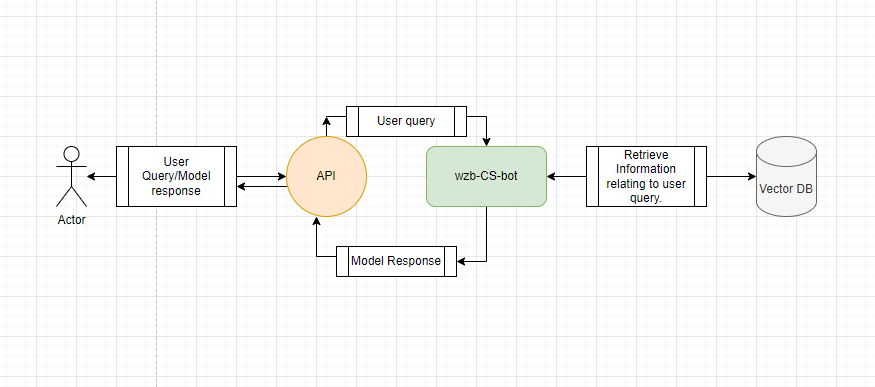 User query
User
Query/Model
response
API
wzb-CS-bot
Retrieve
Information
relating to user
query.
Vector DB
Actor
Model Response